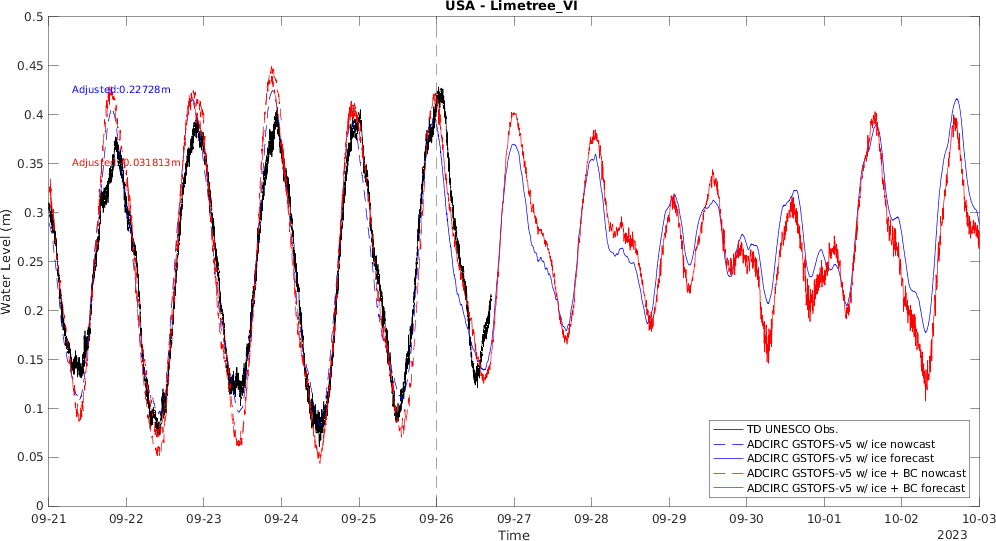 USA - Limetree_VI
0.5
0.45
0.4
0.35
0.3
0.25
0.2
0.15
0.1
0.05
0
Water Level (m)
Adjusted:0.22728m
09-21
09-22
09-23
09-24
09-25
09-26
09-27
09-28
09-29
09-30
10-01
10-02
10-03
Time
2023
TD UNESCO Obs.
ADCIRC GSTOFS-v5 w/ ice nowcast
ADCIRC GSTOFS-v5 w/ ice forecast
ADCIRC GSTOFS-v5 w/ ice + BC nowcast
ADCIRC GSTOFS-v5 w/ ice + BC forecast